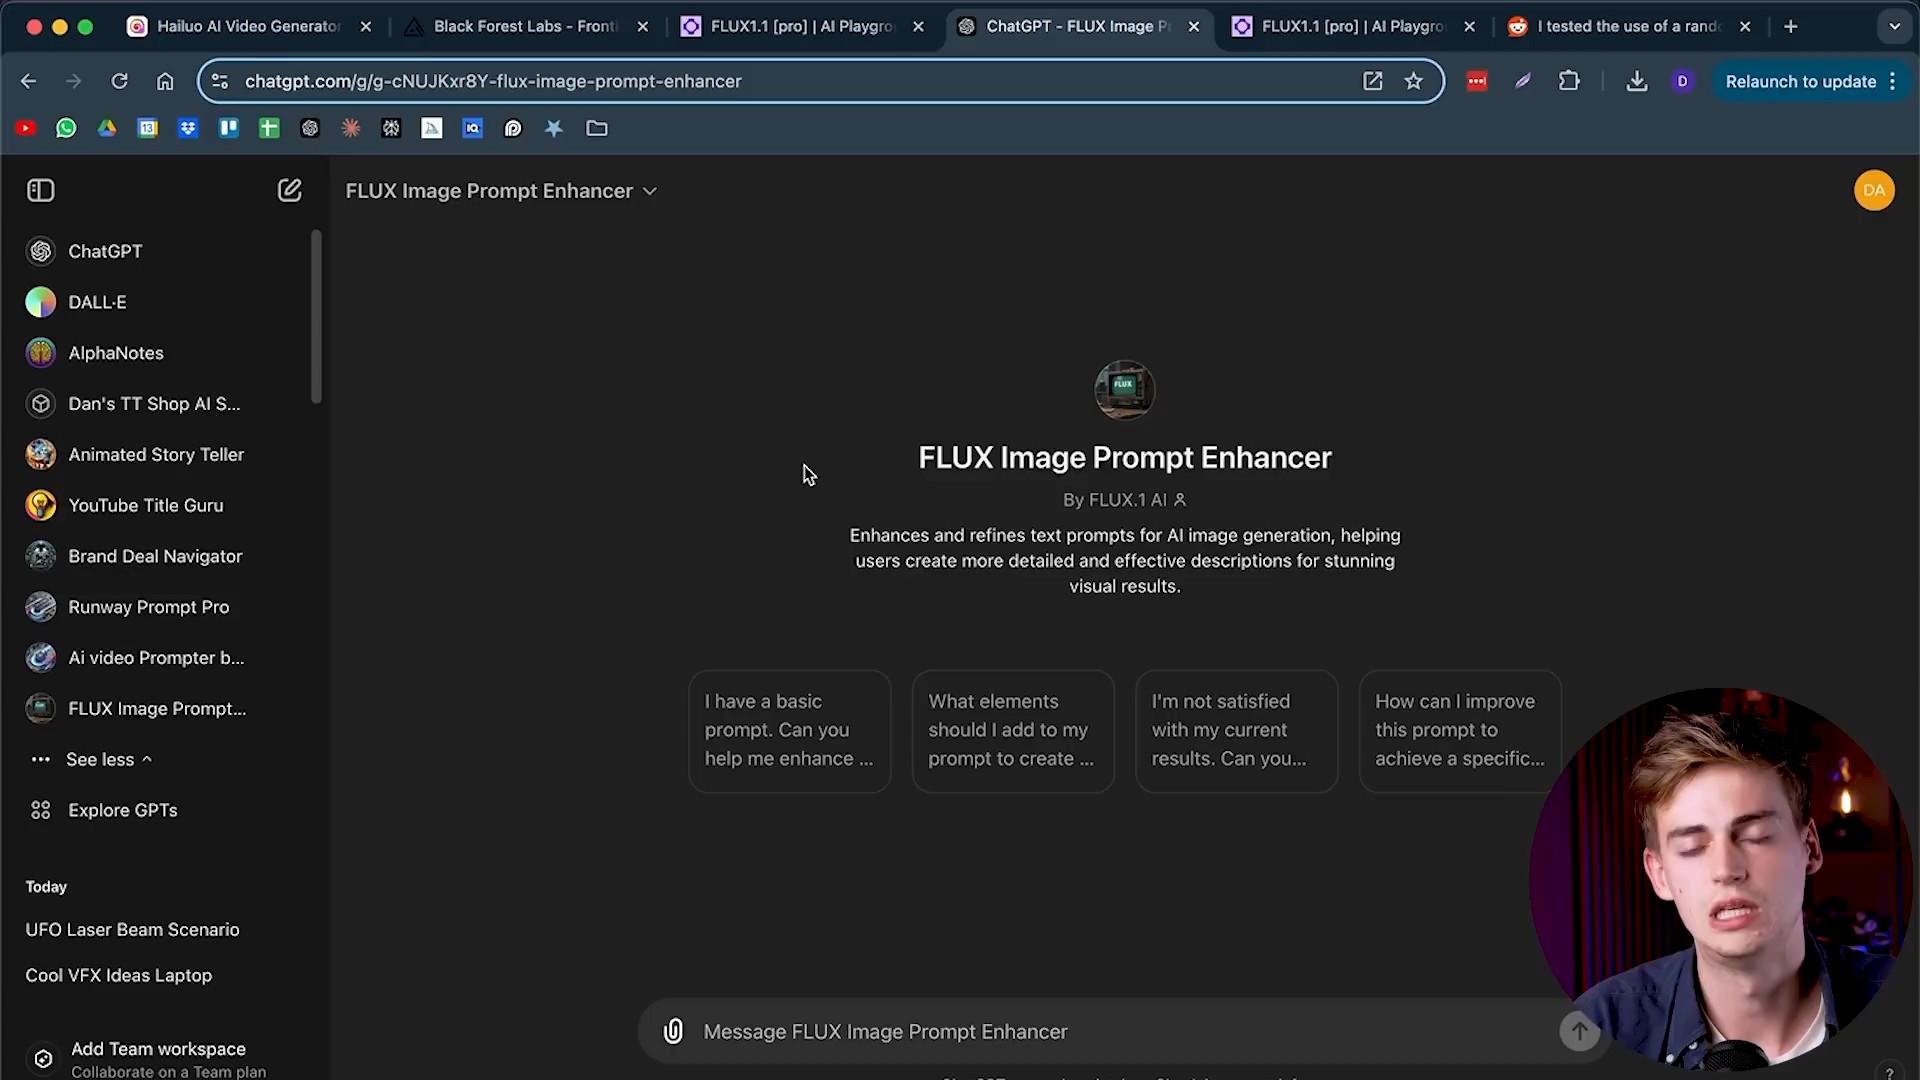 Hailuo AI Video Generator
Black Forest Labs - Fronti
FLUX1.1 [pro] | AI Playgro
ChatGPT - FLUX Image P
FLUX1.1 [pro] | AI Playgro
I tested the use of a rando
chatgpt.com/g/g-cNUJKxr8Y-flux-image-prompt-enhancer
D
Relaunch to update
13
IQ
FLUX Image Prompt Enhancer
DA
ChatGPT
DALL·E
AlphaNotes
Dan's TT Shop AI S...
Animated Story Teller
YouTube Title Guru
Brand Deal Navigator
Runway Prompt Pro
Ai video Prompter b...
FLUX Image Prompt...
See less
Explore GPTs
Today
UFO Laser Beam Scenario
Cool VFX Ideas Laptop
Add Team workspace
Collaborate on a Team plan
FLUX
FLUX Image Prompt Enhancer
By FLUX.1 AI
Enhances and refines text prompts for AI image generation, helping
users create more detailed and effective descriptions for stunning
visual results.
I have a basic
prompt. Can you
help me enhance ...
What elements
should I add to my
prompt to create ...
I'm not satisfied
with my current
results. Can you...
How can I improve
this prompt to
achieve a specific...
Message FLUX Image Prompt Enhancer
?